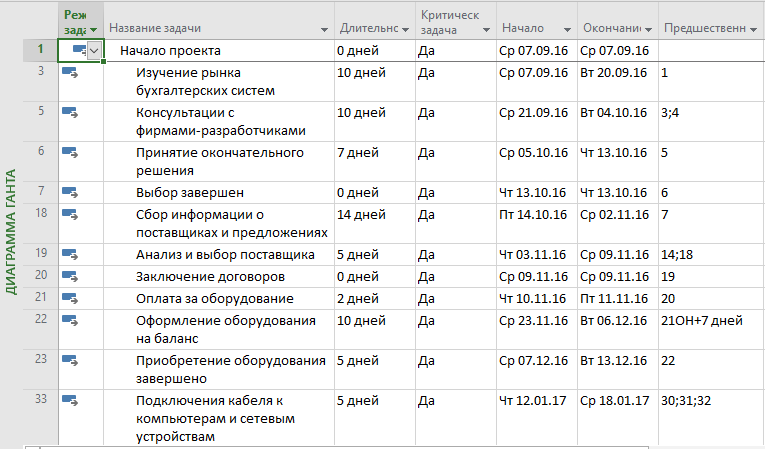 Реж
зада
Название задачи
Длительнс
Критическ
задача
Начало
Окончание
Предшественн
ДИАГРАММА ГАНТА
1 Начало проекта 0 дней Да Ср 07.09.16 Ср 07.09.16
3 Изучение рынка 10 дней Да Ср 07.09.16 Вт 20.09.16 1
бухгалтерских систем
5 Консультации с 10 дней Да Ср 21.09.16 Вт 04.10.16 3;4
фирмами-разработчиками
6 Принятие окончательного 7 дней Да Ср 05.10.16 Чт 13.10.16 5
решения
7 Выбор завершен 0 дней Да Чт 13.10.16 Чт 13.10.16 6
18 Сбор информации о 14 дней Да Пт 14.10.16 Ср 02.11.16 7
поставщиках и предложениях
19 Анализ и выбор поставщика 5 дней Да Чт 03.11.16 Ср 09.11.16 14;18
20 Заключение договоров 0 дней Да Ср 09.11.16 Ср 09.11.16 19
21 Оплата за оборудование 2 дней Да Чт 10.11.16 Пт 11.11.16 20
22 Оформление оборудования 10 дней Да Ср 23.11.16 Вт 06.12.16 21ОН+7 дней
на баланс
23 Приобретение оборудования 5 дней Да Ср 07.12.16 Вт 13.12.16 22
завершено
33 Подключения кабеля к 5 дней Да Чт 12.01.17 Ср 18.01.17 30;31;32
компьютерам и сетевым
устройствам